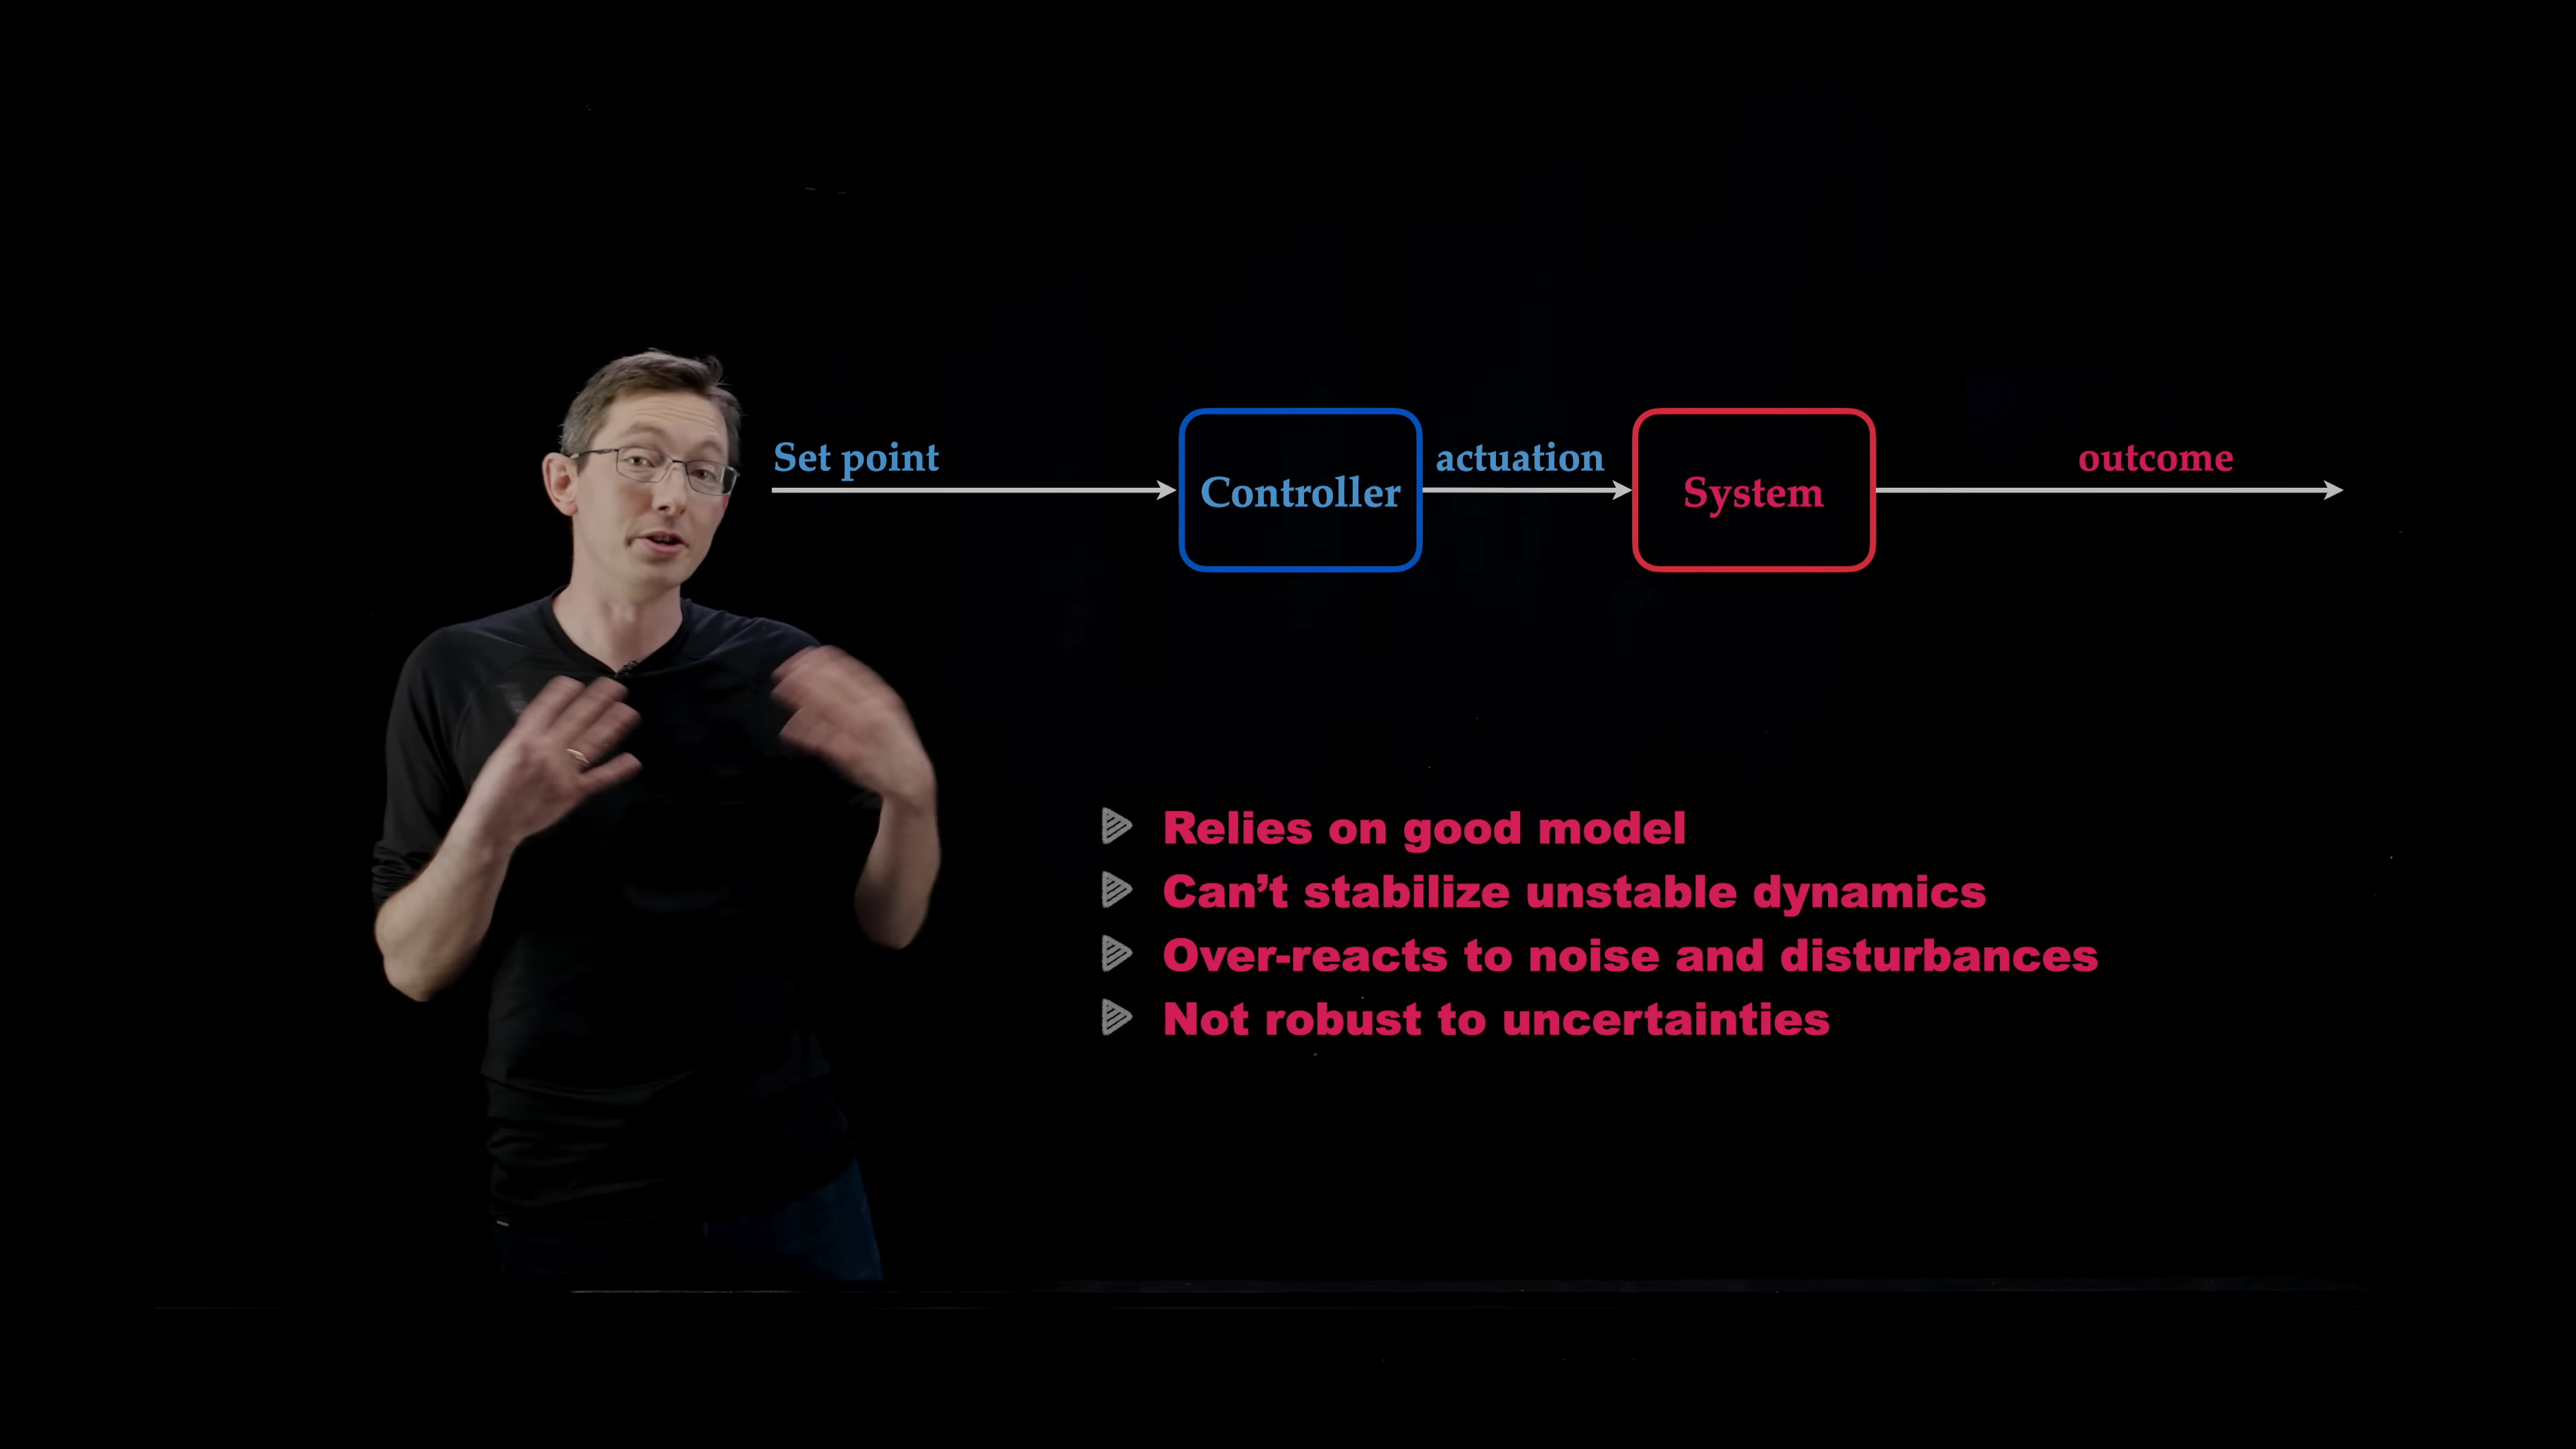 Set point
Controller
actuation
System
outcome
Relies on good model
Can't stabilize unstable dynamics
Over-reacts to noise and disturbances
Not robust to uncertainties